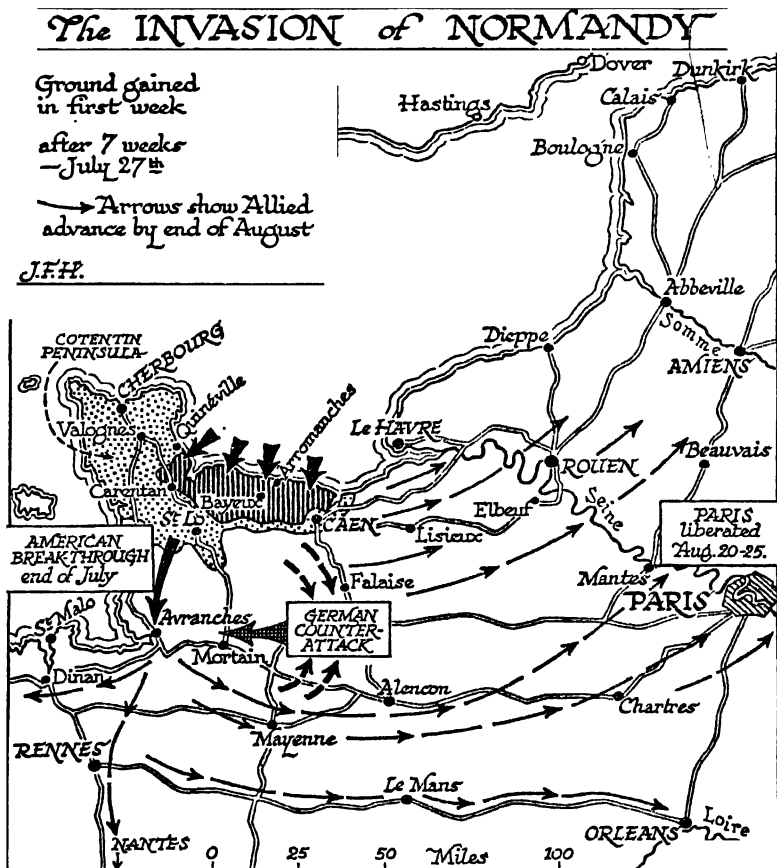 The INVASION of NORMANDY
Ground gained
in first week
after 7 weeks
—July 27th
Arrows show Allied
advance by end of August
J.F.H.
Dover
Dunkirk
Hastings
Calais
Boulogne
Abbeville
Somme
AMIENS
Dieppe
COTENTIN
PENINSULA
CHERBOURG
Quinéville
Valognes
Arromanches
Le HAVRE
ROUEN
Beauvais
Carentan
Bayeux
St Lô
CAEN
Lisieux
Elbeuf
Seine
PARIS
liberated
Aug. 20-25.
AMERICAN
BREAK-THROUGH
end of July
Falaise
Mantes
PARIS
St Malo
Avranches
GERMAN
COUNTER-
ATTACK
Mortain
Dinan
Alençon
Chartres
Mayenne
RENNES
Le Mans
Loire
ORLEANS
NANTES
0 25 50 Miles 100